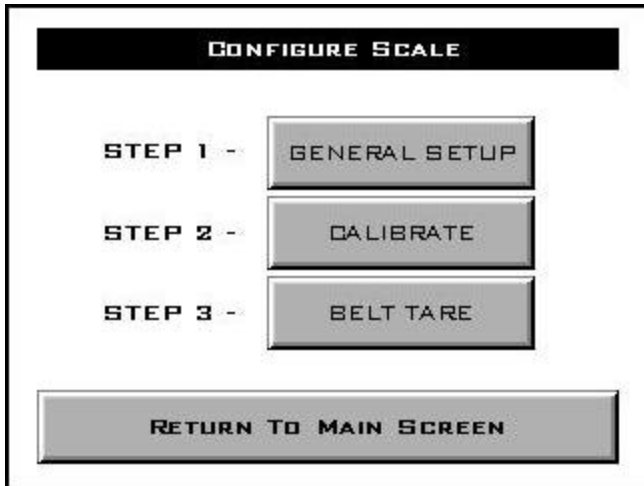 CONFIGURE SCALE
STEP 1 - GENERAL SETUP
STEP 2 - CALIBRATE
STEP 3 - BELT TARE
RETURN TO MAIN SCREEN